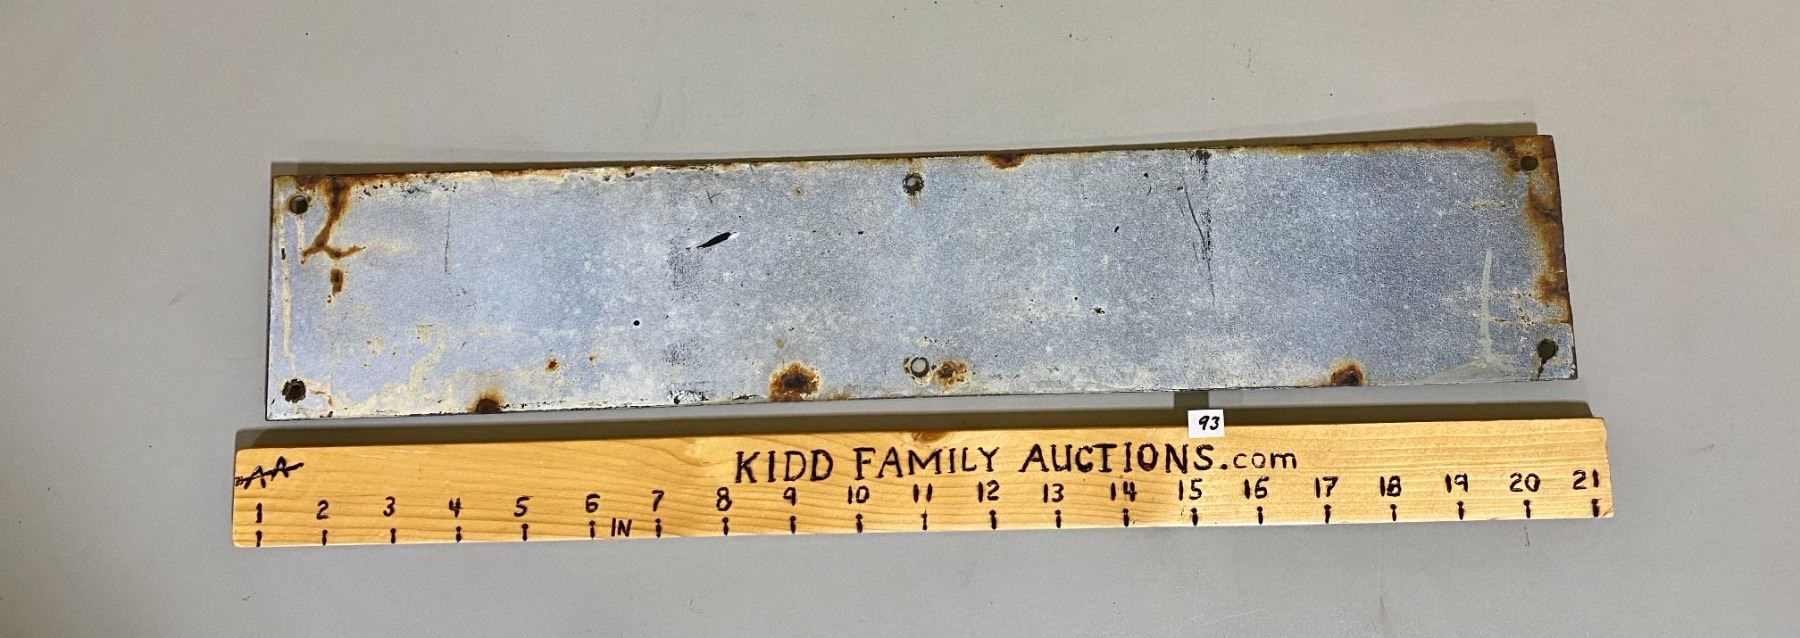 93
KIDD FAMILY AUCTIONS.com
AA
1 2 3 4 5 6 IN 7 8 9 10 11 12 13 14 15 16 17 18 19 20 21